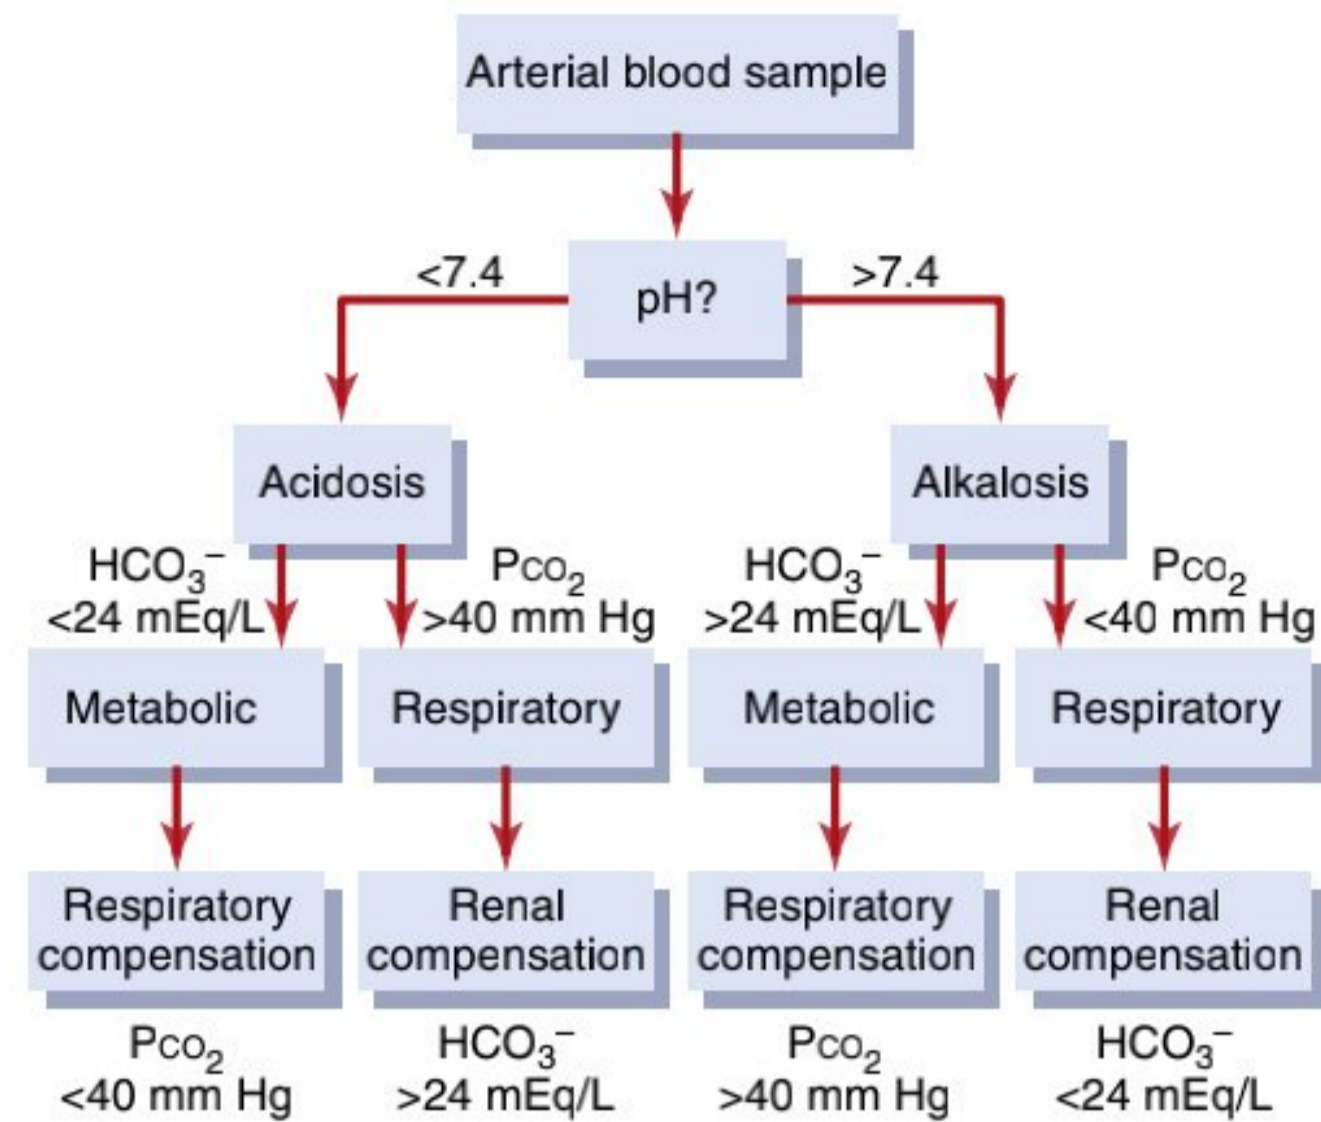 Arterial blood sample
<7.4
pH?
>7.4
Acidosis
Alkalosis
HCO₃⁻
<24 mEq/L
Pco₂
>40 mm Hg
HCO₃⁻
>24 mEq/L
Pco₂
<40 mm Hg
Metabolic
Respiratory
Metabolic
Respiratory
Respiratory
compensation
Renal
compensation
Respiratory
compensation
Renal
compensation
Pco₂
<40 mm Hg
HCO₃⁻
>24 mEq/L
Pco₂
>40 mm Hg
HCO₃⁻
<24 mEq/L